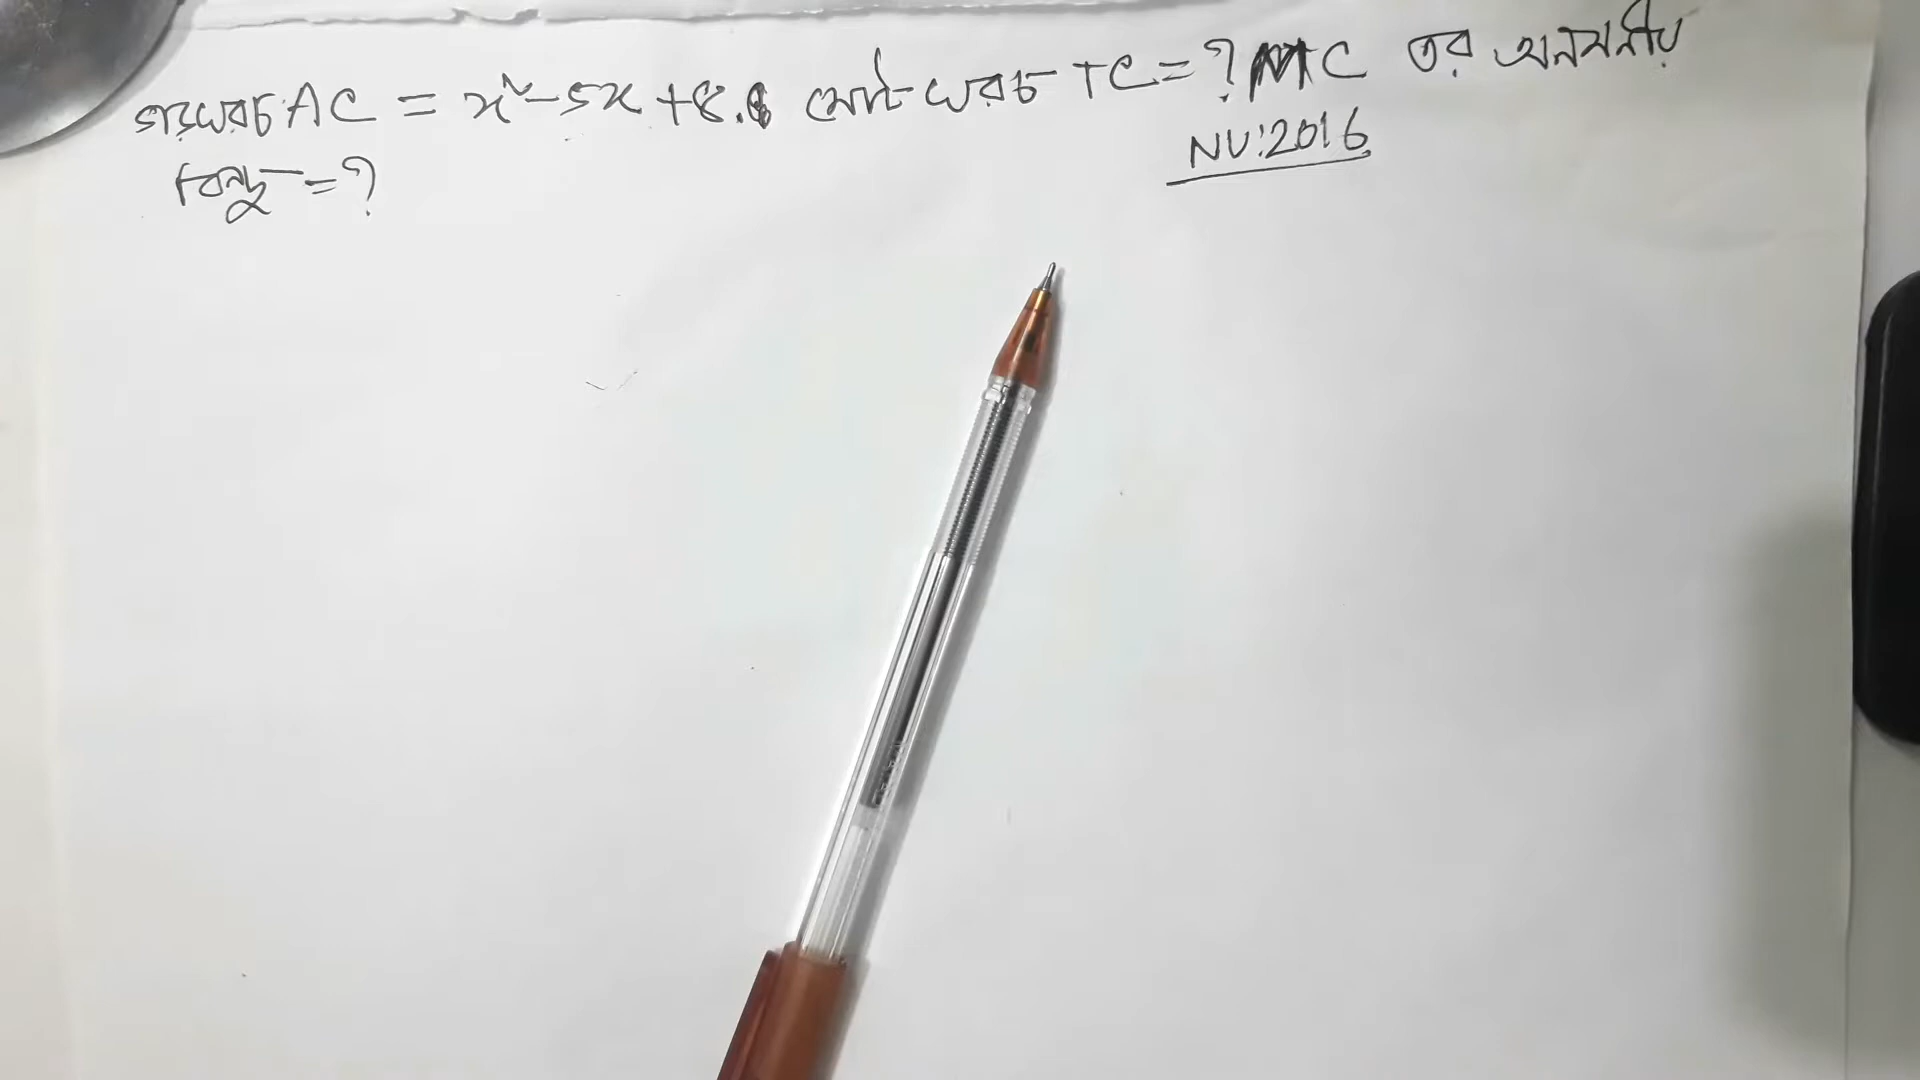 গড়খরচ AC = x² - 5x + 8. মোট খরচ TC = ? MC এর অনমনীয়
বিন্দু = ?
NU: 2016